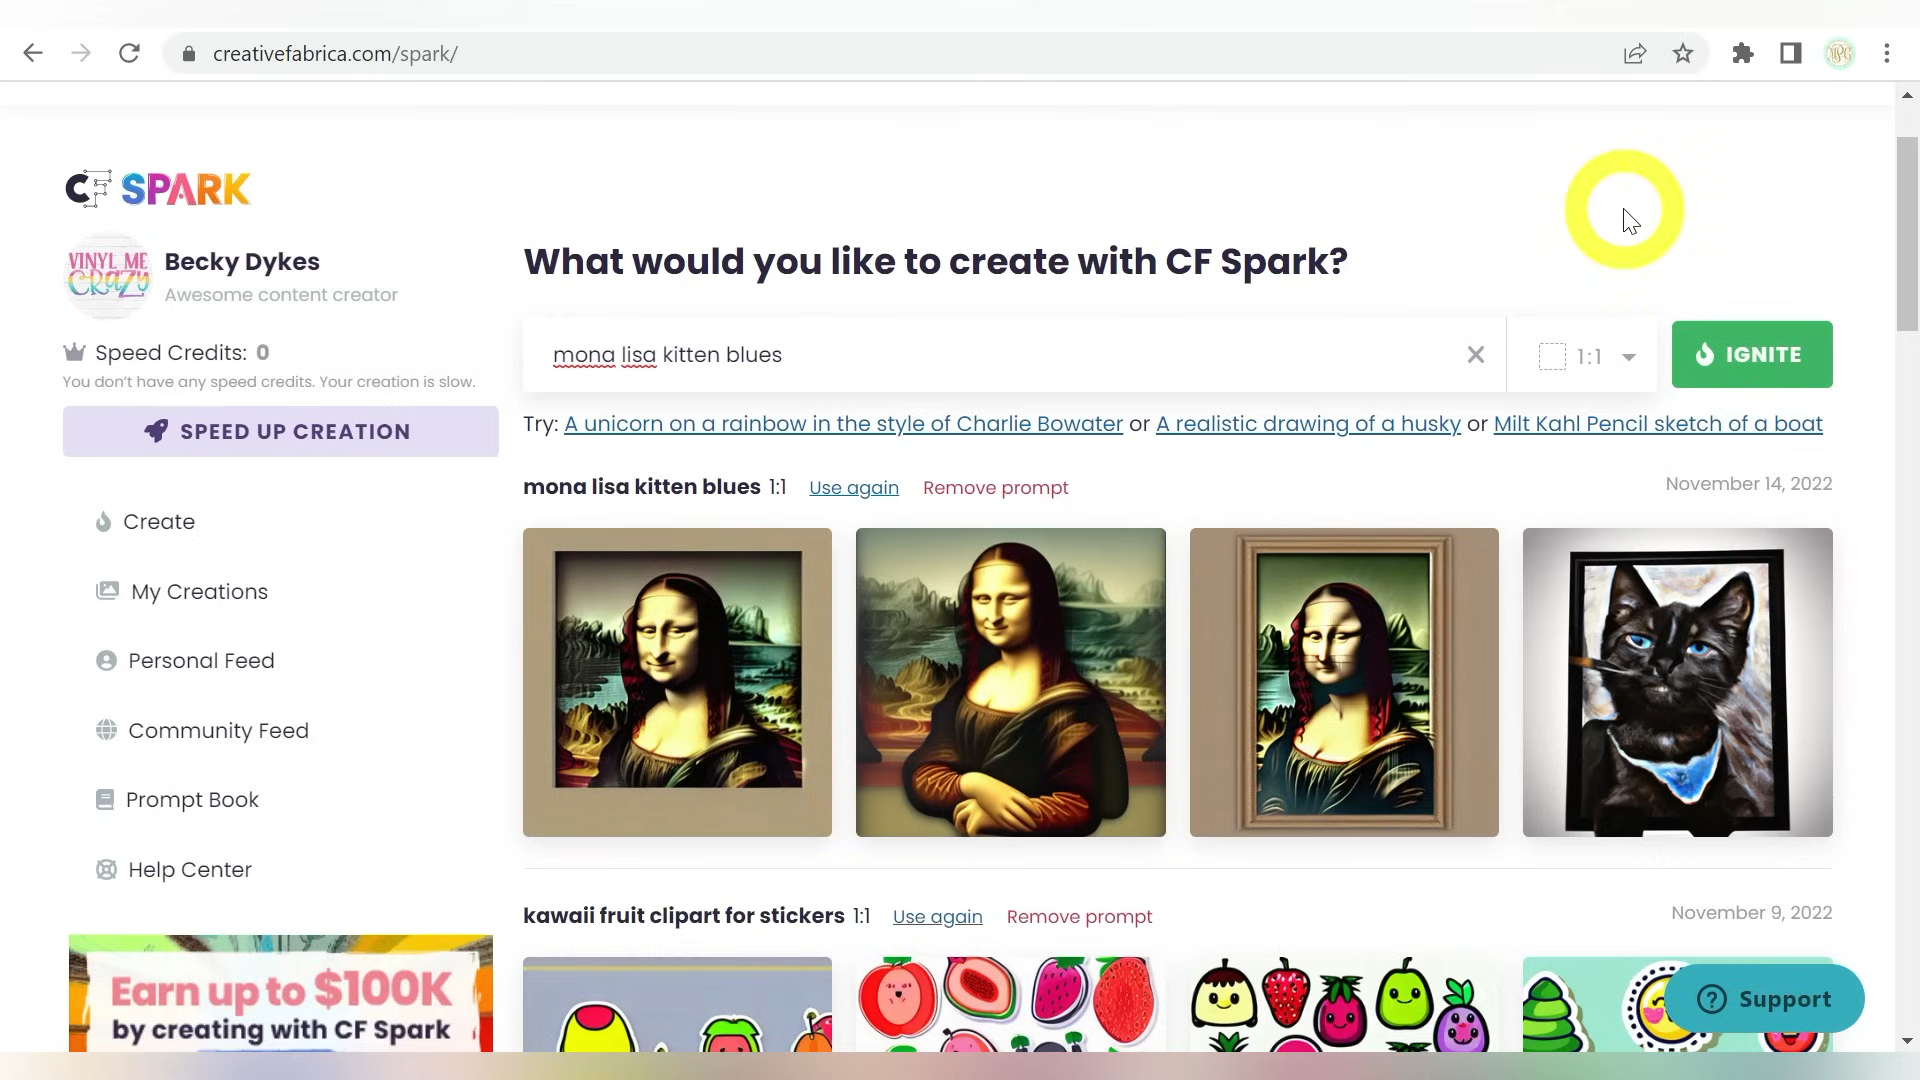 creativefabrica.com/spark/
CF SPARK
VINYL ME
CRAZY
Becky Dykes
Awesome content creator
Speed Credits: 0
You don't have any speed credits. Your creation is slow.
SPEED UP CREATION
Create
My Creations
Personal Feed
Community Feed
Prompt Book
Help Center
Earn up to $100K
by creating with CF Spark
What would you like to create with CF Spark?
mona lisa kitten blues
1:1
IGNITE
Try: A unicorn on a rainbow in the style of Charlie Bowater or A realistic drawing of a husky or Milt Kahl Pencil sketch of a boat
mona lisa kitten blues 1:1 Use again Remove prompt November 14, 2022
kawaii fruit clipart for stickers 1:1 Use again Remove prompt November 9, 2022
Support